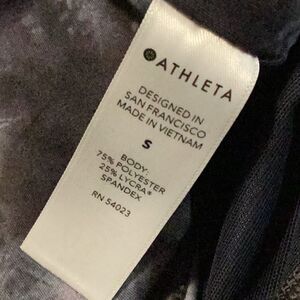 ATHLETA
DESIGNED IN
SAN FRANCISCO
MADE IN VIETNAM
S
BODY:
75% POLYESTER
25% LYCRA®
SPANDEX
RN 54023